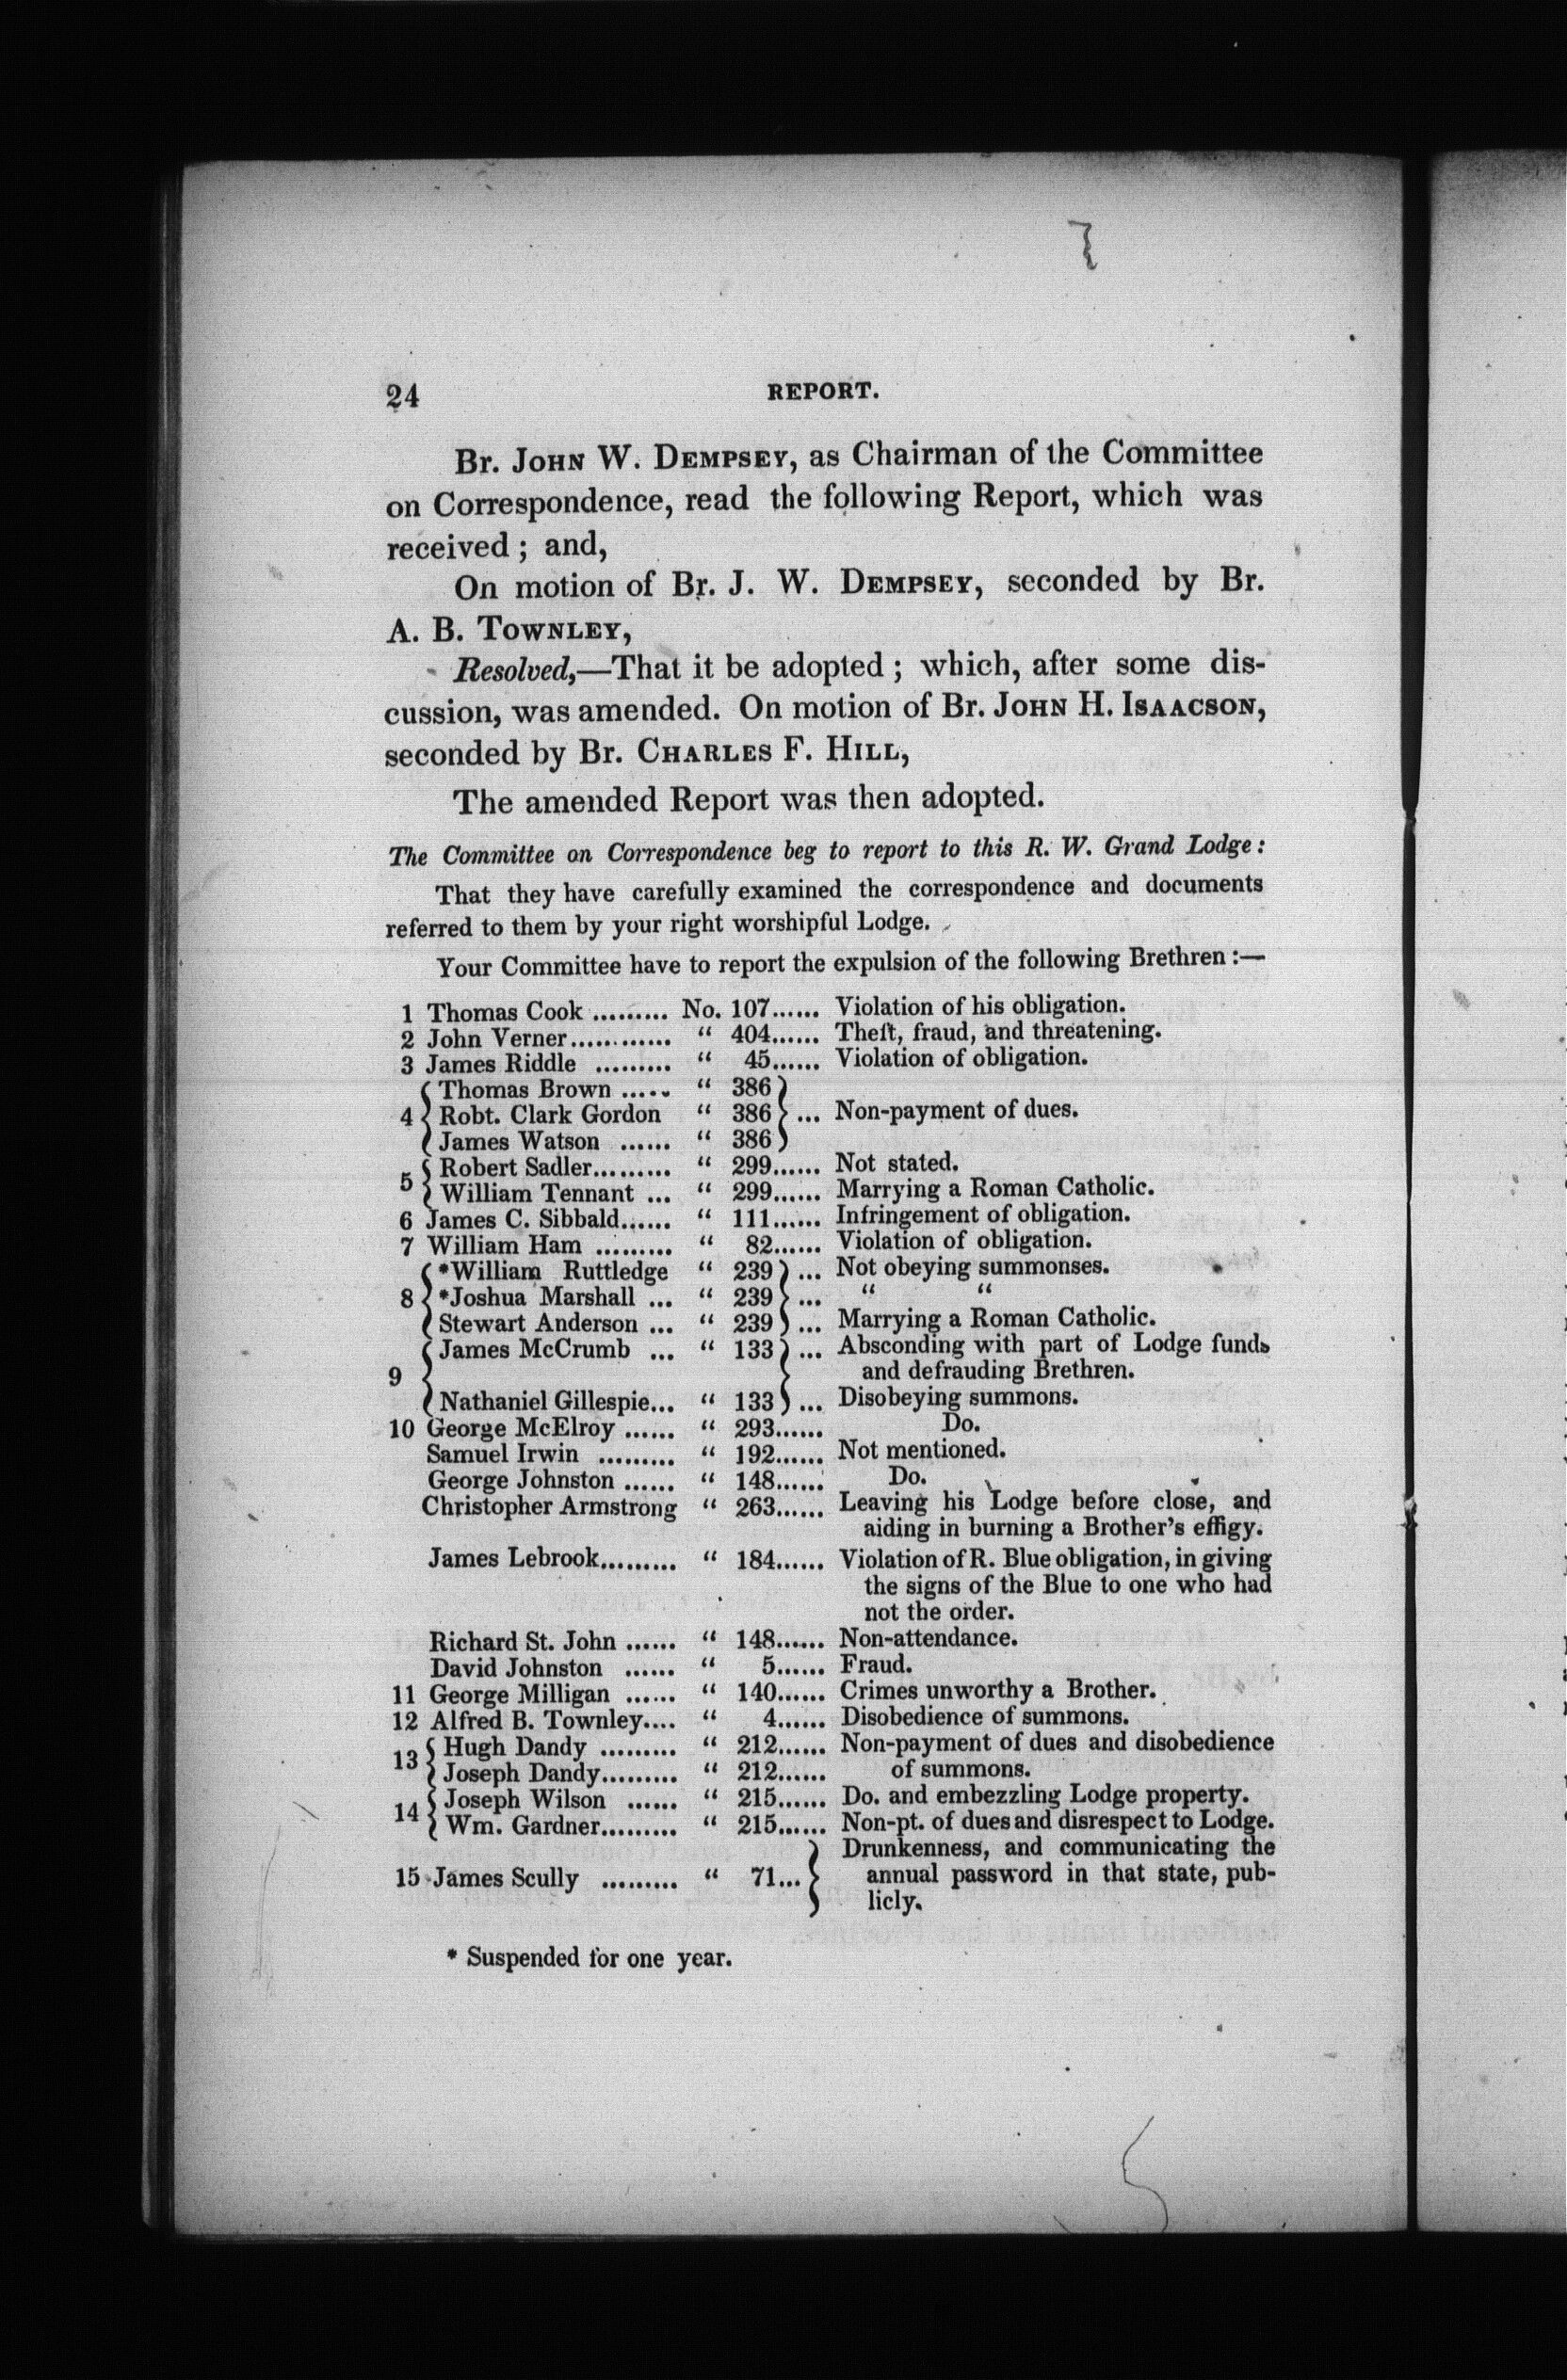 24 REPORT.
Br. JOHN W. DEMPSEY, as Chairman of the Committee
on Correspondence, read the following Report, which was
received ; and,
On motion of Br. J. W. DEMPSEY, seconded by Br.
A. B. TOWNLEY,
Resolved,—That it be adopted ; which, after some dis-
cussion, was amended. On motion of Br. JOHN H. ISAACSON,
seconded by Br. CHARLES F. HILL,
The amended Report was then adopted.
The Committee on Correspondence beg to report to this R. W. Grand Lodge :
That they have carefully examined the correspondence and documents
referred to them by your right worshipful Lodge.
Your Committee have to report the expulsion of the following Brethren :—
1 Thomas Cook ......... No. 107...... Violation of his obligation.
2 John Verner............ “ 404...... Theft, fraud, and threatening.
3 James Riddle ......... “ 45...... Violation of obligation.
{ Thomas Brown ..... “ 386 }
4 { Robt. Clark Gordon “ 386 } ... Non-payment of dues.
{ James Watson ...... “ 386 }
5 { Robert Sadler......... “ 299...... Not stated.
{ William Tennant ... “ 299...... Marrying a Roman Catholic.
6 James C. Sibbald...... “ 111...... Infringement of obligation.
7 William Ham ......... “ 82...... Violation of obligation.
{ *William Ruttledge “ 239 } ... Not obeying summonses.
8 { *Joshua Marshall ... “ 239 } ... “ “
{ Stewart Anderson ... “ 239 } ... Marrying a Roman Catholic.
{ James McCrumb ... “ 133 } ... Absconding with part of Lodge funds
9 { } and defrauding Brethren.
{ Nathaniel Gillespie... “ 133 } ... Disobeying summons.
10 George McElroy ...... “ 293...... Do.
Samuel Irwin ......... “ 192...... Not mentioned.
George Johnston ...... “ 148...... Do.
Christopher Armstrong “ 263...... Leaving his Lodge before close, and
aiding in burning a Brother’s effigy.
James Lebrook......... “ 184...... Violation of R. Blue obligation, in giving
the signs of the Blue to one who had
not the order.
Richard St. John ...... “ 148...... Non-attendance.
David Johnston ...... “ 5...... Fraud.
11 George Milligan ...... “ 140...... Crimes unworthy a Brother.
12 Alfred B. Townley.... “ 4...... Disobedience of summons.
13 { Hugh Dandy ......... “ 212...... Non-payment of dues and disobedience
{ Joseph Dandy......... “ 212...... of summons.
14 { Joseph Wilson ...... “ 215...... Do. and embezzling Lodge property.
{ Wm. Gardner......... “ 215...... Non-pt. of dues and disrespect to Lodge.
} Drunkenness, and communicating the
15 James Scully ......... “ 71... } annual password in that state, pub-
} licly.
* Suspended for one year.